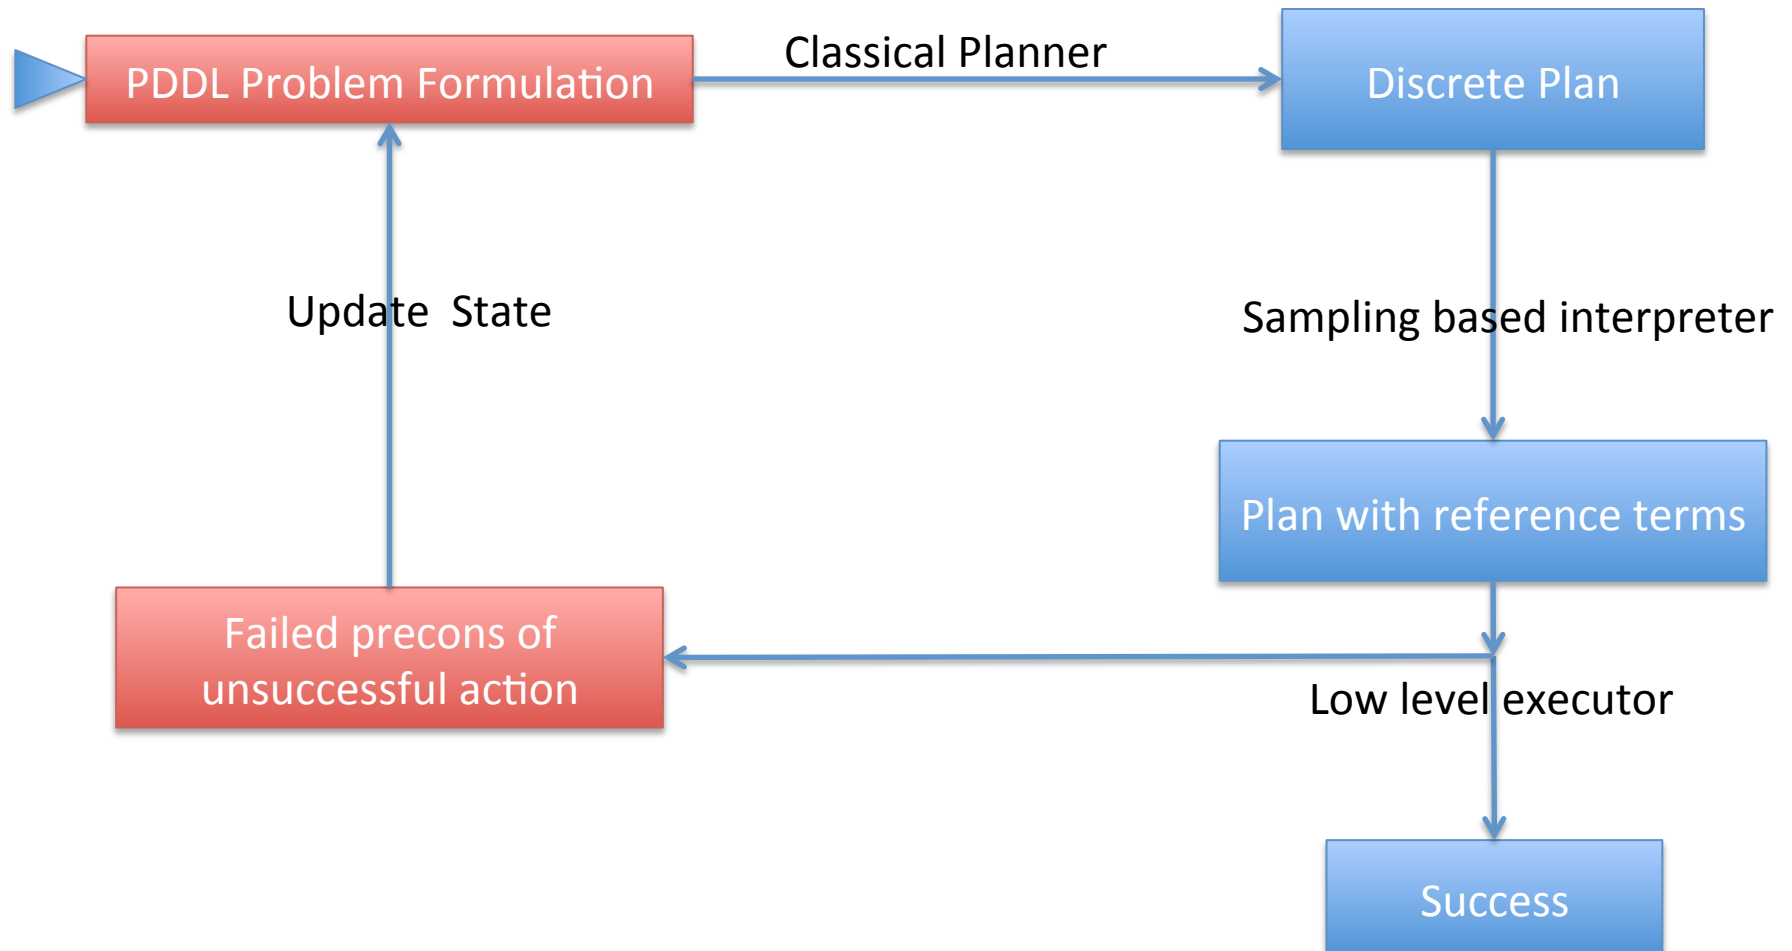 PDDL Problem Formulation
Classical Planner
Discrete Plan
Update  State
Sampling based interpreter
Plan with reference terms
Failed precons of
unsuccessful action
Low level executor
Success